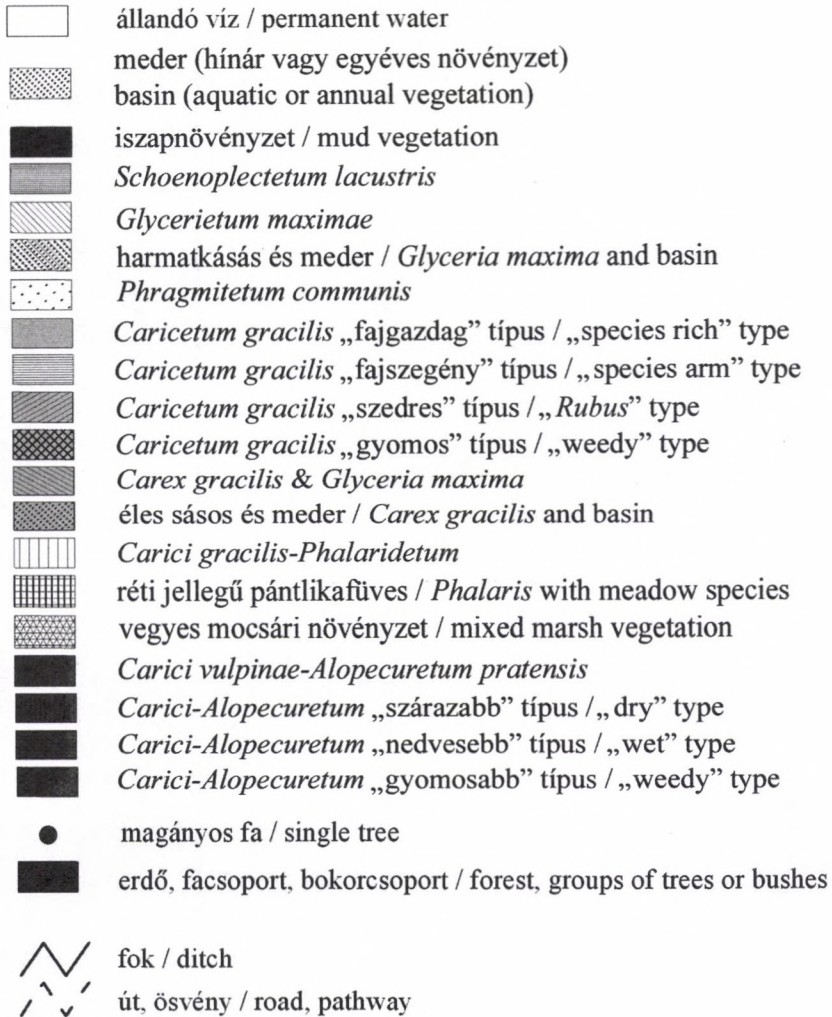 állandó víz / permanent water
meder (hínár vagy egyéves növényzet)
basin (aquatic or annual vegetation)
iszapnövényzet / mud vegetation
Schoenoplectetum lacustris
Glycerietum maximae
harmatkásás és meder / Glyceria maxima and basin
Phragmitetum communis
Caricetum gracilis „fajgazdag” típus / „species rich” type
Caricetum gracilis „fajszegény” típus / „species arm” type
Caricetum gracilis „szedres” típus / „Rubus” type
Caricetum gracilis „gyomos” típus / „weedy” type
Carex gracilis & Glyceria maxima
éles sásos és meder / Carex gracilis and basin
Carici gracilis-Phalaridetum
réti jellegű pántlikafüves / Phalaris with meadow species
vegyes mocsári növényzet / mixed marsh vegetation
Carici vulpinae-Alopecuretum pratensis
Carici-Alopecuretum „szárazabb” típus / „dry” type
Carici-Alopecuretum „nedvesebb” típus / „wet” type
Carici-Alopecuretum „gyomosabb” típus / „weedy” type
magányos fa / single tree
erdő, facsoport, bokorcsoport / forest, groups of trees or bushes
fok / ditch
út, ösvény / road, pathway